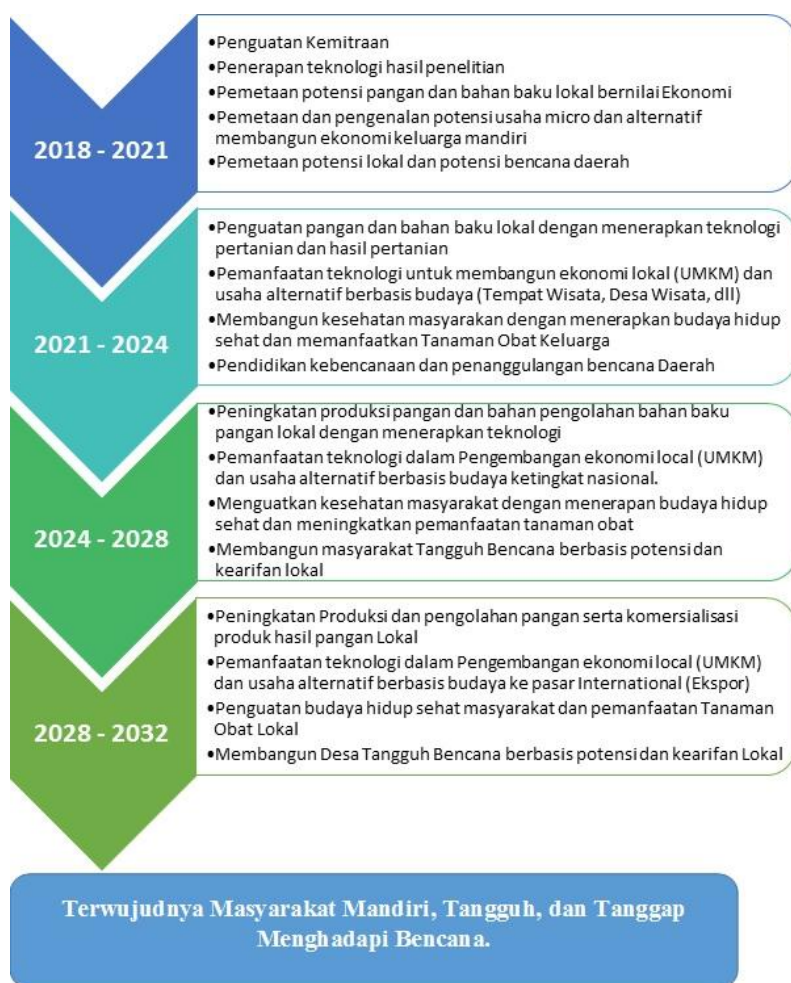 2018 - 2021
•Penguatan Kemitraan
•Penerapan teknologi hasil penelitian
•Pemetaan potensi pangan dan bahan baku lokal bernilai Ekonomi
•Pemetaan dan pengenalan potensi usaha micro dan alternatif
membangun ekonomi keluarga mandiri
•Pemetaan potensi lokal dan potensi bencana daerah
2021 - 2024
•Penguatan pangan dan bahan baku lokal dengan menerapkan teknologi
pertanian dan hasil pertanian
•Pemanfaatan teknologi untuk membangun ekonomi lokal (UMKM) dan
usaha alternatif berbasis budaya (Tempat Wisata, Desa Wisata, dll)
•Membangun kesehatan masyarakan dengan menerapkan budaya hidup
sehat dan memanfaatkan Tanaman Obat Keluarga
•Pendidikan kebencanaan dan penanggulangan bencana Daerah
2024 - 2028
•Peningkatan produksi pangan dan bahan pengolahan bahan baku
pangan lokal dengan menerapkan teknologi
•Pemanfaatan teknologi dalam Pengembangan ekonomi local (UMKM)
dan usaha alternatif berbasis budaya ketingkat nasional.
•Menguatkan kesehatan masyarakat dengan menerapan budaya hidup
sehat dan meningkatkan pemanfaatan tanaman obat
•Membangun masyarakat Tangguh Bencana berbasis potensi dan
kearifan lokal
2028 - 2032
•Peningkatan Produksi dan pengolahan pangan serta komersialisasi
produk hasil pangan Lokal
•Pemanfaatan teknologi dalam Pengembangan ekonomi local (UMKM)
dan usaha alternatif berbasis budaya ke pasar International (Ekspor)
•Penguatan budaya hidup sehat masyarakat dan pemanfaatan Tanaman
Obat Lokal
•Membangun Desa Tangguh Bencana berbasis potensi dan kearifan Lokal
Terwujudnya Masyarakat Mandiri, Tangguh, dan Tanggap
Menghadapi Bencana.